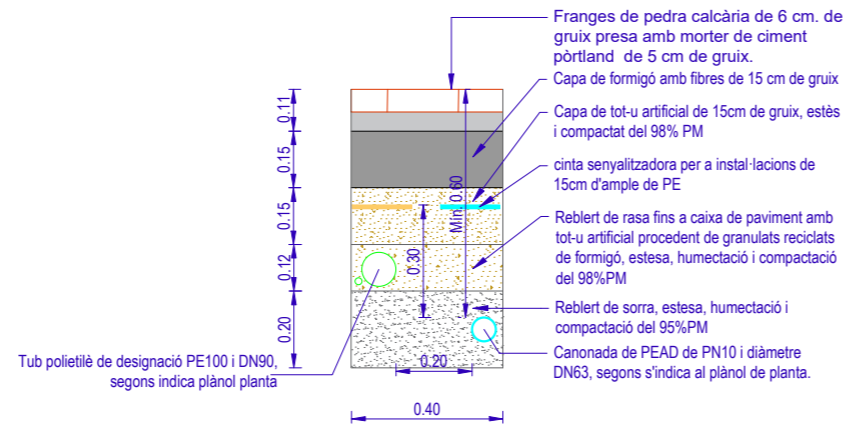 Franges de pedra calcària de 6 cm. de
gruix presa amb morter de ciment
pòrtland de 5 cm de gruix.
Capa de formigó amb fibres de 15 cm de gruix
Capa de tot-u artificial de 15cm de gruix, estès
i compactat del 98% PM
cinta senyalitzadora per a instal·lacions de
15cm d'ample de PE
Reblert de rasa fins a caixa de paviment amb
tot-u artificial procedent de granulats reciclats
de formigó, estesa, humectació i compactació
del 98%PM
Reblert de sorra, estesa, humectació i
compactació del 95%PM
Canonada de PEAD de PN10 i diàmetre
DN63, segons s'indica al plànol de planta.
Tub polietilè de designació PE100 i DN90,
segons indica plànol planta
0.11
0.15
0.15
0.12
0.20
Mín. 0.60
0.30
0.20
0.40